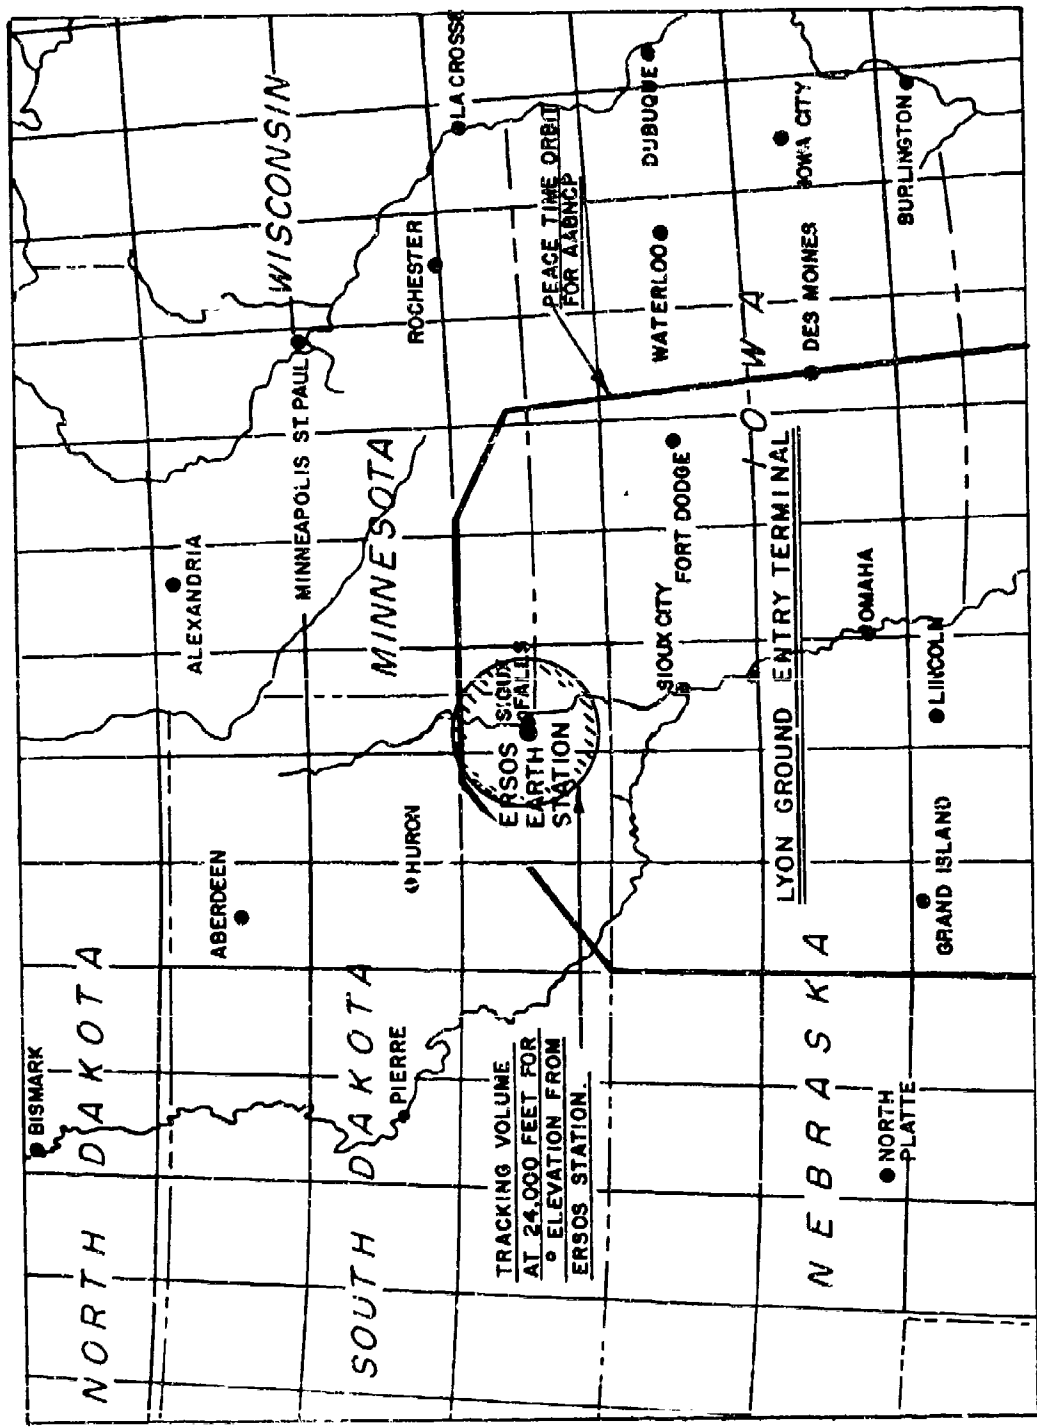 NORTH DAKOTA
BISMARK
SOUTH DAKOTA
ABERDEEN
PIERRE
HURON
ALEXANDRIA
MINNEAPOLIS ST. PAUL
MINNESOTA
WISCONSIN
ROCHESTER
LA CROSSE
TRACKING VOLUME
AT 24,000 FEET FOR
° ELEVATION FROM
ERSOS STATION.
ERSOS
EARTH
STATION
SIOUX
FALLS
PEACE TIME ORBIT
FOR AABNCP
SIOUX CITY
FORT DODGE
WATERLOO
DUBUQUE
NEBRASKA
LYON GROUND ENTRY TERMINAL
IOWA
DES MOINES
IOWA CITY
NORTH
PLATTE
GRAND ISLAND
LINCOLN
OMAHA
BURLINGTON